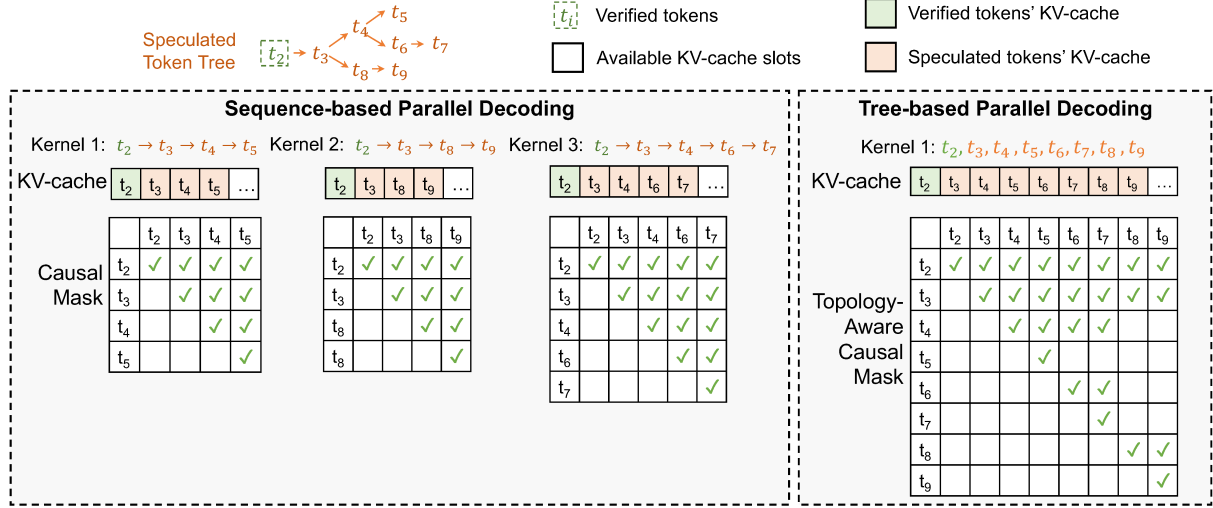 Speculated
Token Tree
t2 → t3
t4
t5
t6 → t7
t8 → t9
ti Verified tokens
Available KV-cache slots
Verified tokens' KV-cache
Speculated tokens' KV-cache
Sequence-based Parallel Decoding
Kernel 1: t2 → t3 → t4 → t5
KV-cache t2 t3 t4 t5 ...
Causal
Mask
t2 t3 t4 t5
t2 ✓ ✓ ✓ ✓
t3 ✓ ✓ ✓
t4 ✓ ✓
t5 ✓
Kernel 2: t2 → t3 → t8 → t9
t2 t3 t8 t9 ...
t2 t3 t8 t9
t2 ✓ ✓ ✓ ✓
t3 ✓ ✓ ✓
t8 ✓ ✓
t8 ✓
Kernel 3: t2 → t3 → t4 → t6 → t7
t2 t3 t4 t6 t7 ...
t2 t3 t4 t6 t7
t2 ✓ ✓ ✓ ✓ ✓
t3 ✓ ✓ ✓ ✓
t4 ✓ ✓ ✓
t6 ✓ ✓
t7 ✓
Tree-based Parallel Decoding
Kernel 1: t2, t3, t4, t5, t6, t7, t8, t9
KV-cache t2 t3 t4 t5 t6 t7 t8 t9 ...
Topology-
Aware
Causal
Mask
t2 t3 t4 t5 t6 t7 t8 t9
t2 ✓ ✓ ✓ ✓ ✓ ✓ ✓ ✓
t3 ✓ ✓ ✓ ✓ ✓ ✓ ✓
t4 ✓ ✓ ✓ ✓
t5 ✓
t6 ✓ ✓
t7 ✓
t8 ✓ ✓
t9 ✓